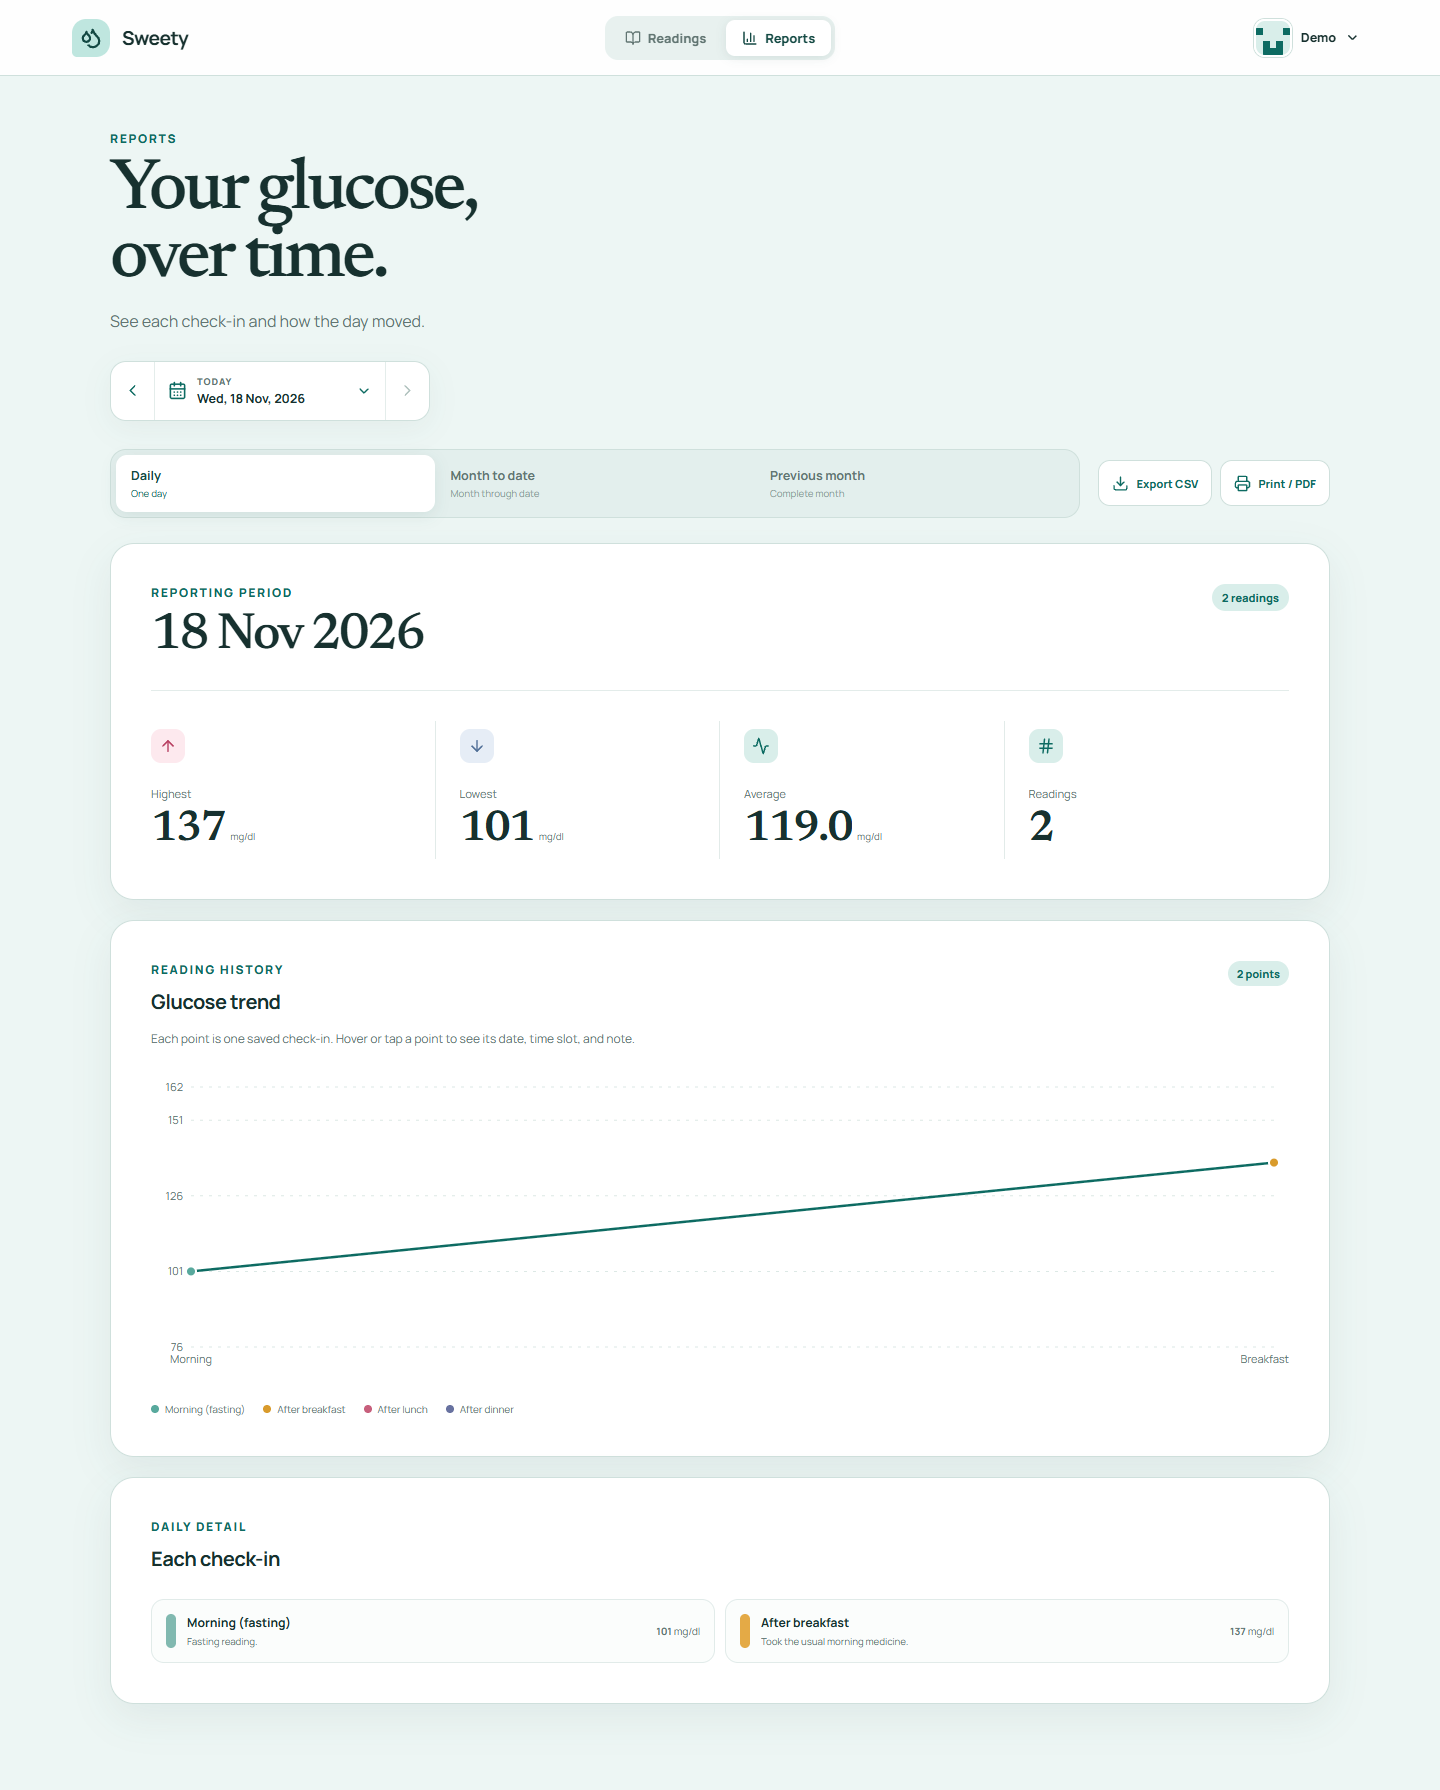 Sweety
Readings
Reports
Demo
REPORTS
Your glucose,
over time.
See each check-in and how the day moved.
TODAY
Wed, 18 Nov, 2026
Daily
One day
Month to date
Month through date
Previous month
Complete month
Export CSV
Print / PDF
REPORTING PERIOD
18 Nov 2026
2 readings
Highest
137 mg/dl
Lowest
101 mg/dl
Average
119.0 mg/dl
Readings
2
READING HISTORY
Glucose trend
2 points
Each point is one saved check-in. Hover or tap a point to see its date, time slot, and note.
162
151
126
101
76
Morning
Breakfast
Morning (fasting)
After breakfast
After lunch
After dinner
DAILY DETAIL
Each check-in
Morning (fasting)
Fasting reading.
101 mg/dl
After breakfast
Took the usual morning medicine.
137 mg/dl